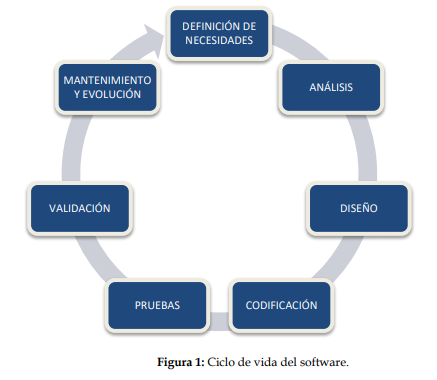 DEFINICIÓN DE
NECESIDADES
ANÁLISIS
DISEÑO
CODIFICACIÓN
PRUEBAS
VALIDACIÓN
MANTENIMIENTO
Y EVOLUCIÓN
Figura 1: Ciclo de vida del software.